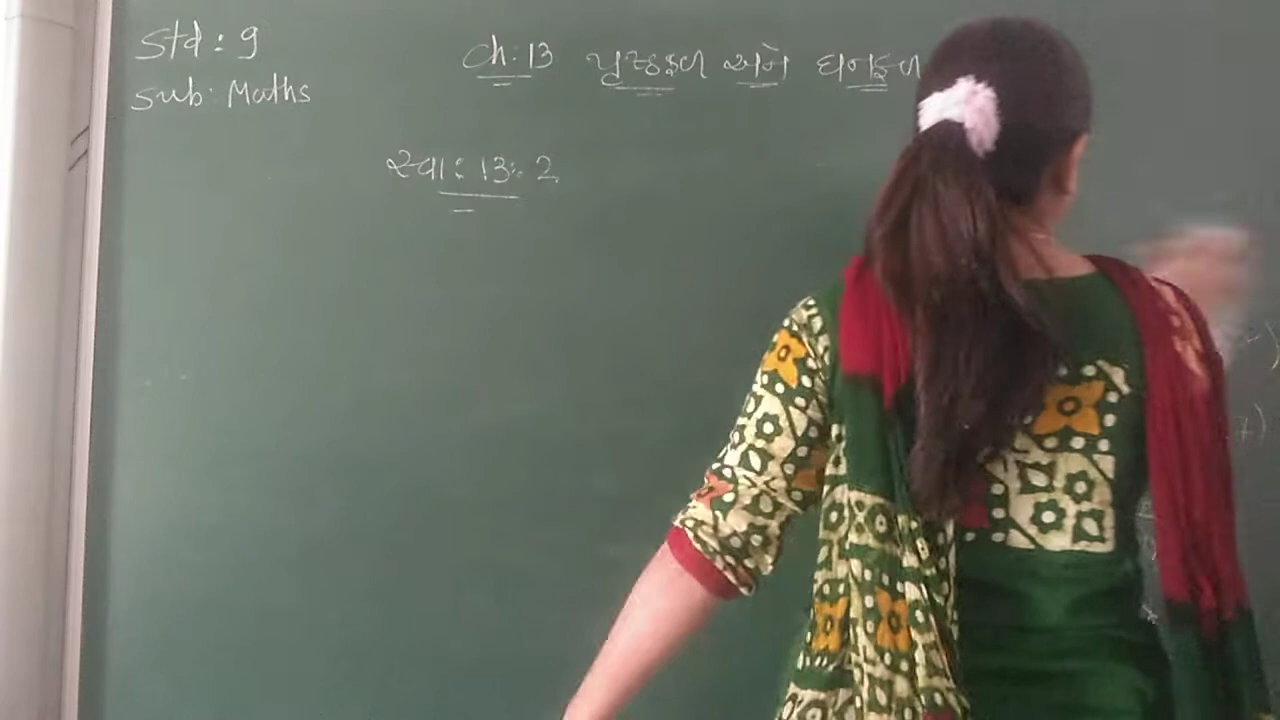 Std : 9
Sub: Maths
Ch: 13 પૃષ્ઠફળ અને ઘનફળ
સ્વા : 13 : 2